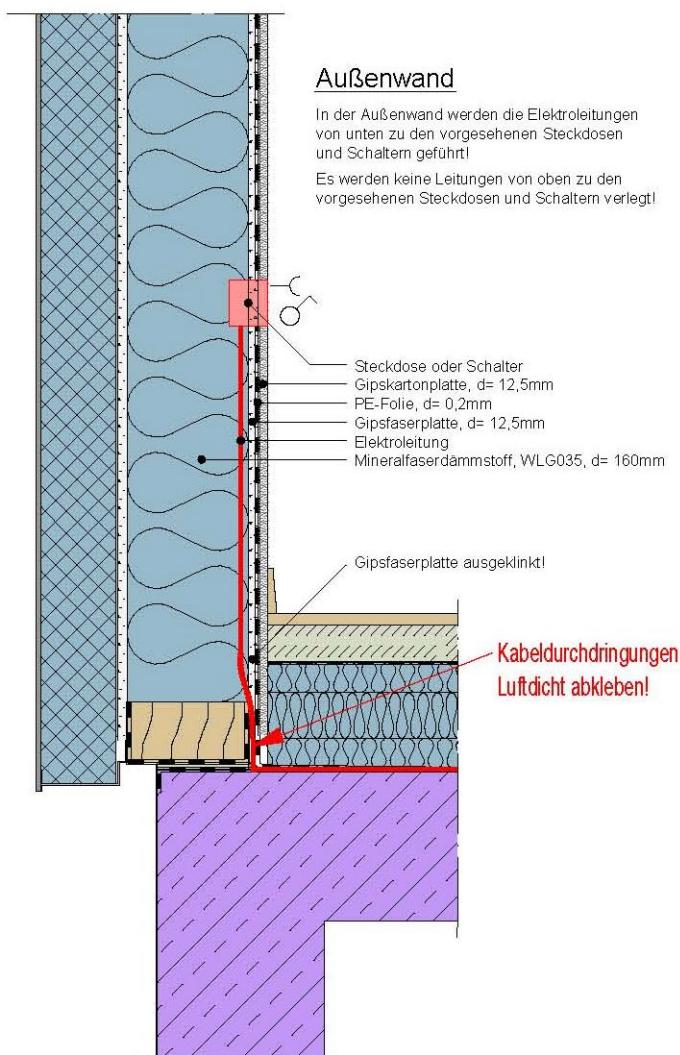 Außenwand
In der Außenwand werden die Elektroleitungen
von unten zu den vorgesehenen Steckdosen
und Schaltern geführt!
Es werden keine Leitungen von oben zu den
vorgesehenen Steckdosen und Schaltern verlegt!
Steckdose oder Schalter
Gipskartonplatte, d= 12,5mm
PE-Folie, d= 0,2mm
Gipsfaserplatte, d= 12,5mm
Elektroleitung
Mineralfaserdämmstoff, WLG035, d= 160mm
Gipsfaserplatte ausgeklinkt!
Kabeldurchdringungen
Luftdicht abkleben!